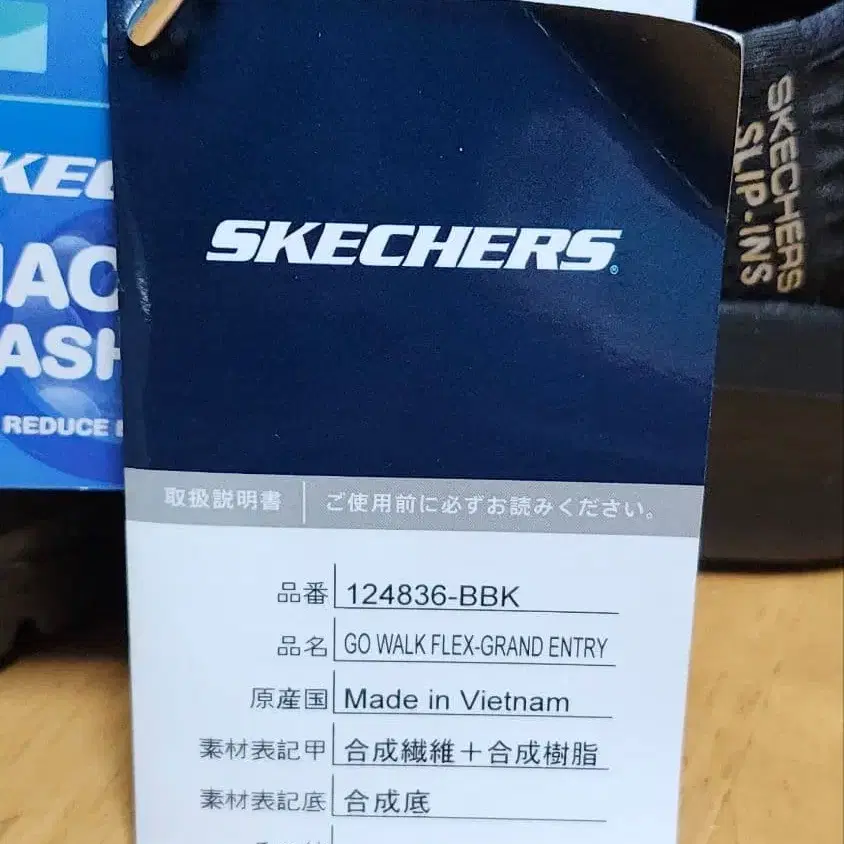 SKECHERS®
取扱説明書 ご使用前に必ずお読みください。
品番 124836-BBK
品名 GO WALK FLEX-GRAND ENTRY
原産国 Made in Vietnam
素材表記甲 合成繊維+合成樹脂
素材表記底 合成底
SKECHERS
SLIP-INS
REDUCE